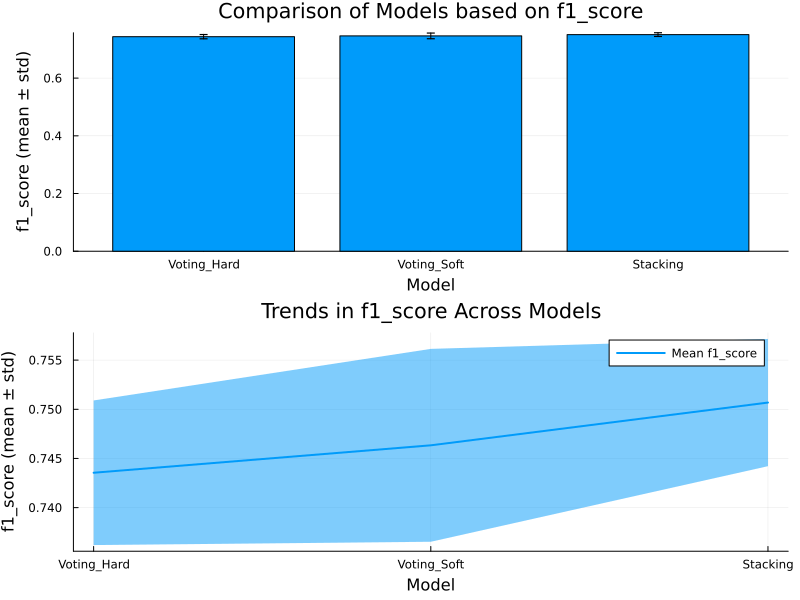 Comparison of Models based on f1_score
f1_score (mean ± std)
0.6
0.4
0.2
0.0
Voting_Hard
Voting_Soft
Stacking
Model
Trends in f1_score Across Models
f1_score (mean ± std)
Mean f1_score
0.755
0.750
0.745
0.740
Voting_Hard
Voting_Soft
Stacking
Model